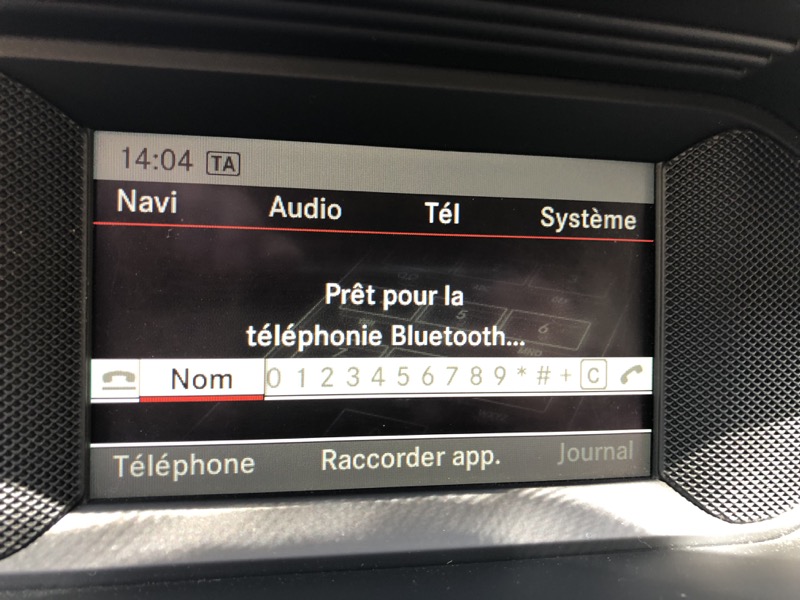 14:04 TA
Navi Audio Tél Système
Prêt pour la
téléphonie Bluetooth...
Nom 0 1 2 3 4 5 6 7 8 9 * # + C
Téléphone Raccorder app. Journal